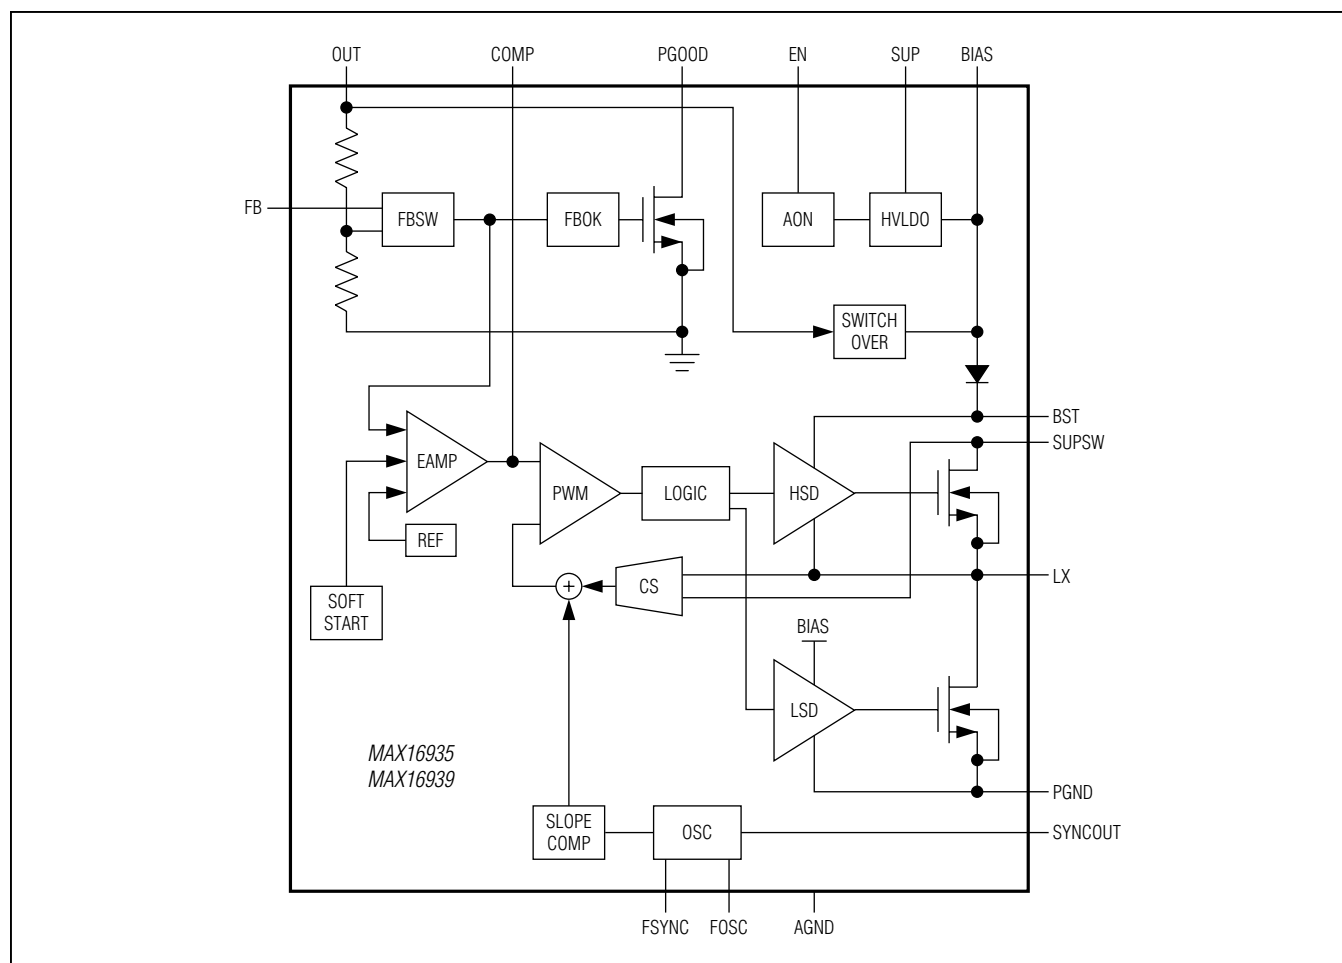 OUT
COMP
PGOOD
EN
SUP
BIAS
FB
FBSW
FBOK
AON
HVLDO
SWITCH
OVER
BST
SUPSW
EAMP
PWM
LOGIC
HSD
REF
CS
+
LX
SOFT
START
BIAS
LSD
MAX16935
MAX16939
PGND
SLOPE
COMP
OSC
SYNCOUT
FSYNC
FOSC
AGND